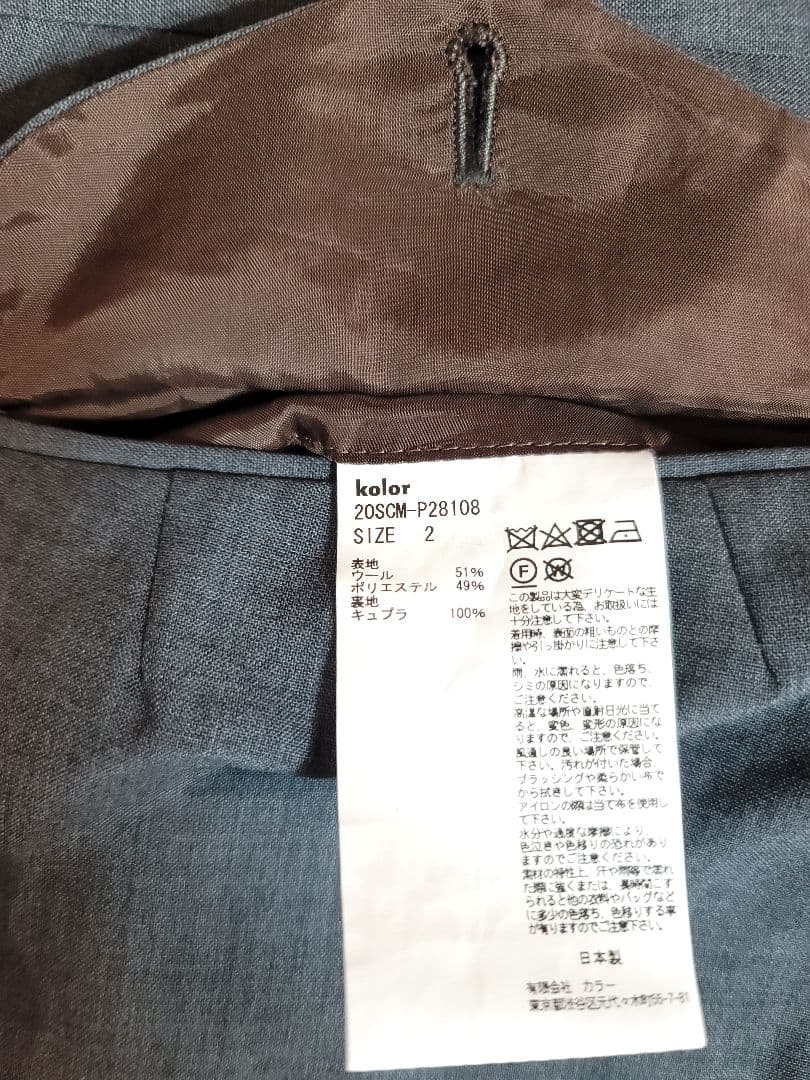 kolor
20SCM-P28108
SIZE 2
表地
ウール 51%
ポリエステル 49%
裏地
キュプラ 100%
F
W
この製品は大変デリケートな生
地をしている為、お取扱いには
十分注意して下さい。
着用時、表面の粗いものとの摩
擦や引っ掛かりに注意して下さ
い。
雨、水に濡れると、色落ち、
シミの原因になりますので、
ご注意ください。
高温な場所や直射日光に当て
ると、変色、変形の原因にな
りますので、ご注意ください。
風通しの良い場所で保管して
下さい。汚れが付いた場合、
ブラッシングや柔らかい布で
から拭きして下さい。
アイロンの際は当て布を使用し
て下さい。
水分や過度な摩擦により、
色泣きや色移りの恐れがあり
ますのでご注意ください。
素材の特性上、汗や雨等で濡れ
た際に強くまたは、長時間こす
られると他の衣料やバッグなど
に多少の色落ち、色移りする事
が有りますのでご注意下さい。
日本製
有限会社 カラー
東京都渋谷区元代々木町55-7-B1